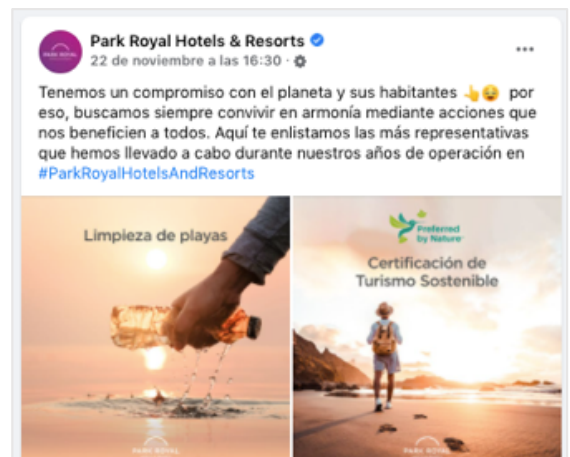 Park Royal Hotels & Resorts
22 de noviembre a las 16:30 ·
Tenemos un compromiso con el planeta y sus habitantes 👆😉 por
eso, buscamos siempre convivir en armonía mediante acciones que
nos beneficien a todos. Aquí te enlistamos las más representativas
que hemos llevado a cabo durante nuestros años de operación en
#ParkRoyalHotelsAndResorts
Limpieza de playas
Preferred
by Nature
Certificación de
Turismo Sostenible
PARK ROYAL
PARK ROYAL